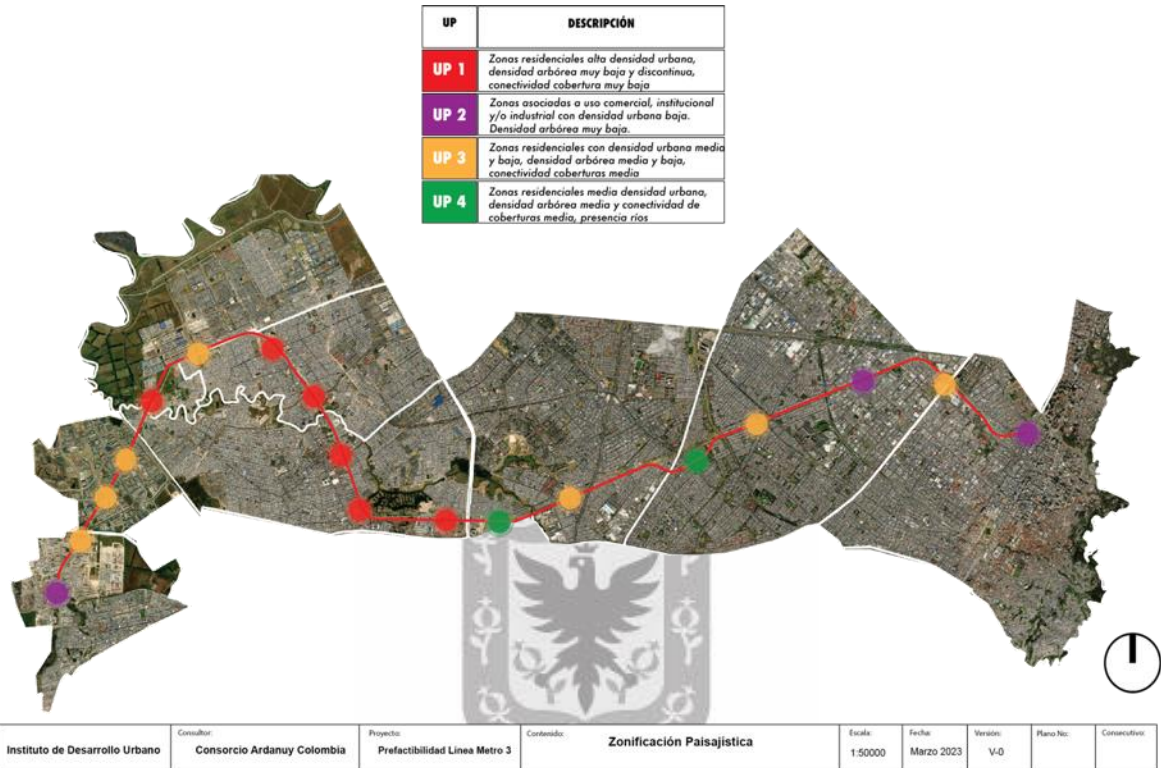 UP DESCRIPCIÓN
UP 1 Zonas residenciales alta densidad urbana,
densidad arbórea muy baja y discontinua,
conectividad cobertura muy baja
UP 2 Zonas asociadas a uso comercial, institucional
y/o industrial con densidad urbana baja.
Densidad arbórea muy baja.
UP 3 Zonas residenciales con densidad urbana media
y baja, densidad arbórea media y baja,
conectividad coberturas media
UP 4 Zonas residenciales media densidad urbana,
densidad arbórea media y conectividad de
coberturas media, presencia ríos
Instituto de Desarrollo Urbano
Consultor:
Consorcio Ardanuy Colombia
Proyecto:
Prefactibilidad Linea Metro 3
Contenido:
Zonificación Paisajística
Escala:
1:50000
Fecha:
Marzo 2023
Versión:
V-0
Plano No:
Consecutivo: